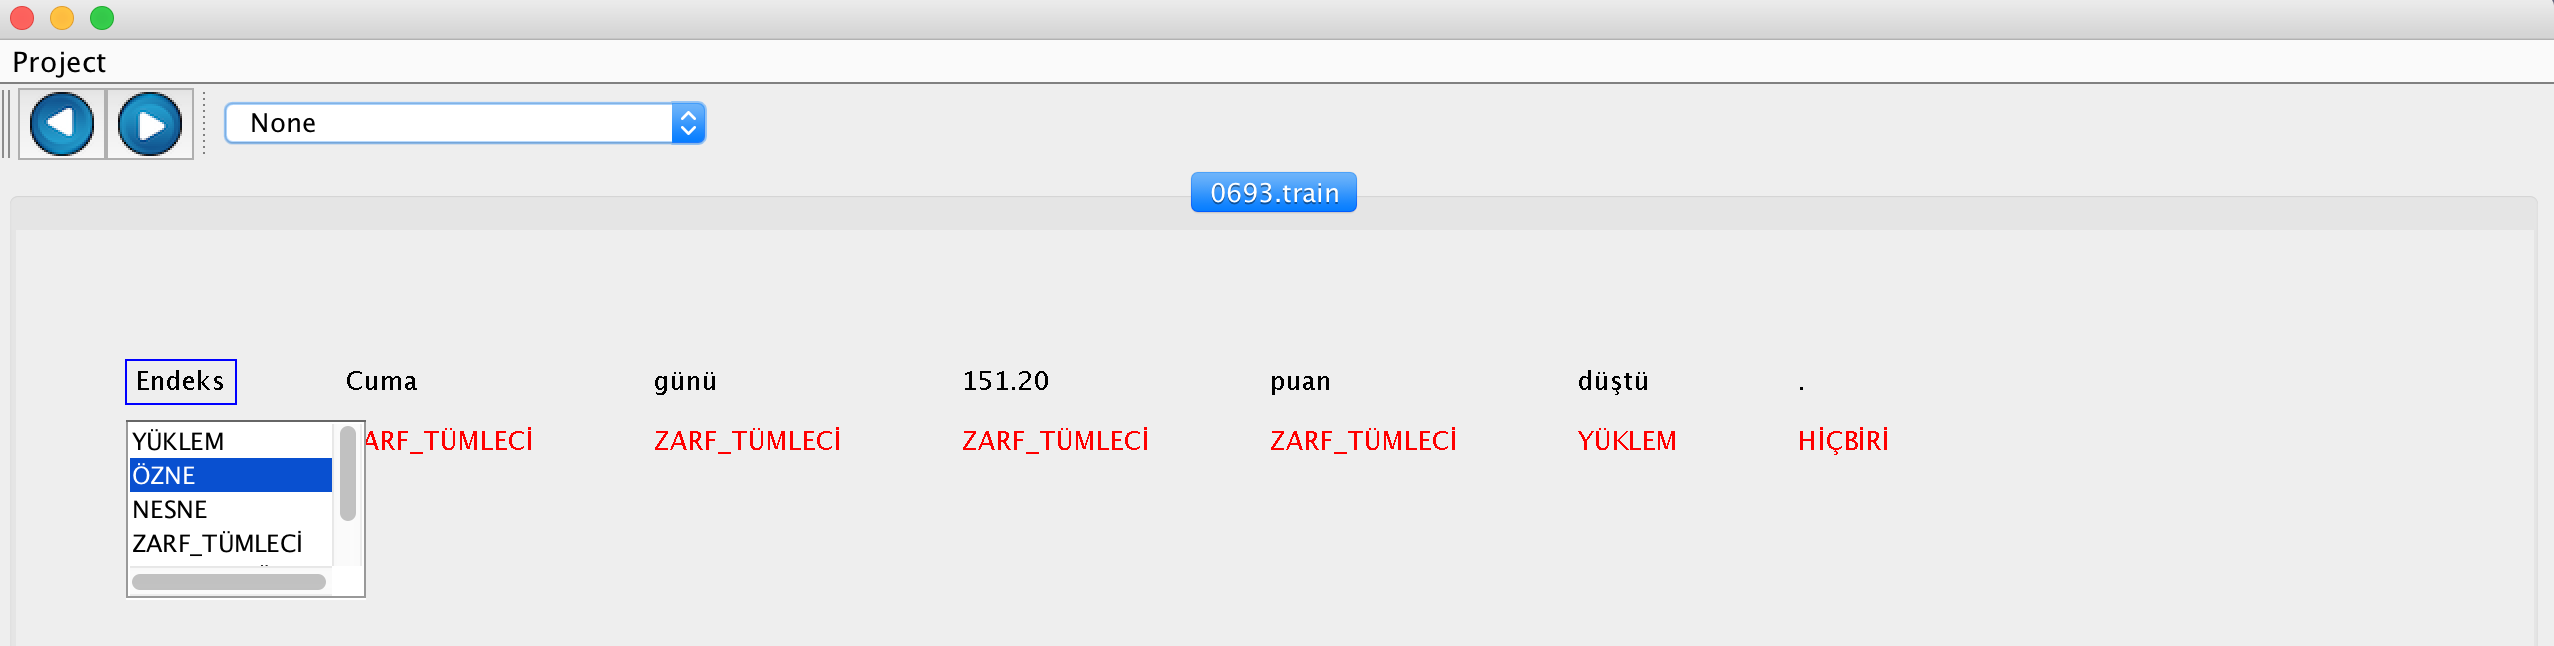 Project
None
0693.train
Endeks Cuma günü 151.20 puan düştü .
ARF_TÜMLECİ ZARF_TÜMLECİ ZARF_TÜMLECİ ZARF_TÜMLECİ YÜKLEM HİÇBİRİ
YÜKLEM
ÖZNE
NESNE
ZARF_TÜMLECİ